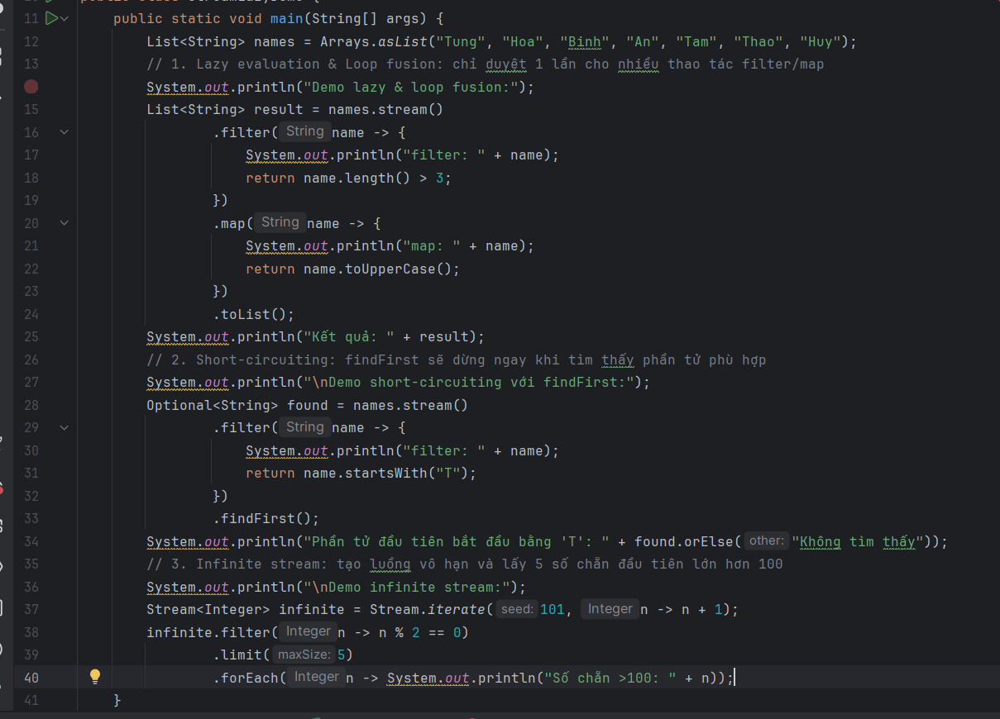 11 public static void main(String[] args) {
12 List<String> names = Arrays.asList("Tung", "Hoa", "Binh", "An", "Tam", "Thao", "Huy");
13 // 1. Lazy evaluation & Loop fusion: chỉ duyệt 1 lần cho nhiều thao tác filter/map
System.out.println("Demo lazy & loop fusion:");
15 List<String> result = names.stream()
16 .filter( String name -> {
17 System.out.println("filter: " + name);
18 return name.length() > 3;
19 })
20 .map( String name -> {
21 System.out.println("map: " + name);
22 return name.toUpperCase();
23 })
24 .toList();
25 System.out.println("Kết quả: " + result);
26 // 2. Short-circuiting: findFirst sẽ dừng ngay khi tìm thấy phần tử phù hợp
27 System.out.println("\nDemo short-circuiting với findFirst:");
28 Optional<String> found = names.stream()
29 .filter( String name -> {
30 System.out.println("filter: " + name);
31 return name.startsWith("T");
32 })
33 .findFirst();
34 System.out.println("Phần tử đầu tiên bắt đầu bằng 'T': " + found.orElse( other: "Không tìm thấy"));
35 // 3. Infinite stream: tạo luồng vô hạn và lấy 5 số chẵn đầu tiên lớn hơn 100
36 System.out.println("\nDemo infinite stream:");
37 Stream<Integer> infinite = Stream.iterate( seed: 101, Integer n -> n + 1);
38 infinite.filter( Integer n -> n % 2 == 0)
39 .limit( maxSize: 5)
40 .forEach( Integer n -> System.out.println("Số chẵn >100: " + n));
41 }